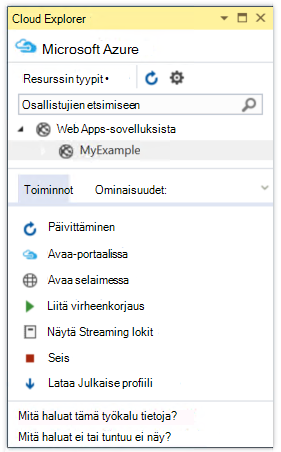 Cloud Explorer
Microsoft Azure
Resurssin tyypit
Osallistujien etsimiseen
Web Apps-sovelluksista
MyExample
Toiminnot Ominaisuudet:
Päivittäminen
Avaa-portaalissa
Avaa selaimessa
Liitä virheenkorjaus
Näytä Streaming lokit
Seis
Lataa Julkaise profiili
Mitä haluat tämä työkalu tietoja?
Mitä haluat ei tai tuntuu ei näy?